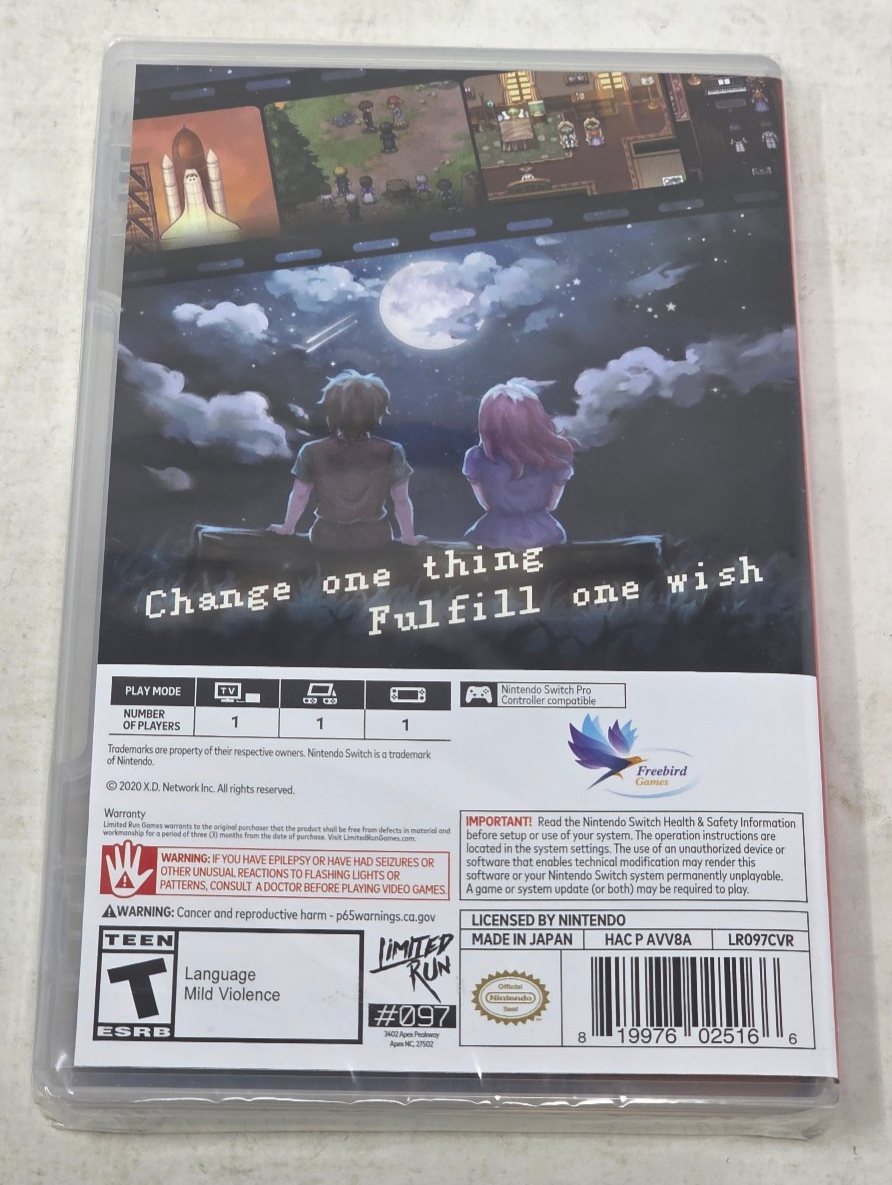 Change one thing
Fulfill one wish
PLAY MODE
TV
NUMBER
OF PLAYERS
1
1
1
Nintendo Switch Pro
Controller compatible
Trademarks are property of their respective owners. Nintendo Switch is a trademark
of Nintendo.
© 2020 X.D. Network Inc. All rights reserved.
Freebird
Games
Warranty
Limited Run Games warrants to the original purchaser that the product shall be free from defects in material and
workmanship for a period of three (3) months from the date of purchase. Visit LimitedRunGames.com.
WARNING: IF YOU HAVE EPILEPSY OR HAVE HAD SEIZURES OR
OTHER UNUSUAL REACTIONS TO FLASHING LIGHTS OR
PATTERNS, CONSULT A DOCTOR BEFORE PLAYING VIDEO GAMES.
IMPORTANT! Read the Nintendo Switch Health & Safety Information
before setup or use of your system. The operation instructions are
located in the system settings. The use of an unauthorized device or
software that enables technical modification may render this
software or your Nintendo Switch system permanently unplayable.
A game or system update (or both) may be required to play.
WARNING: Cancer and reproductive harm - p65warnings.ca.gov
TEEN
T
ESRB
Language
Mild Violence
LIMITED
RUN
#097
3402 Apex Peakway
Apex NC, 27502
LICENSED BY NINTENDO
MADE IN JAPAN
HAC P AVV8A
LR097CVR
Official
Nintendo
Seal
8 19976 02516 6